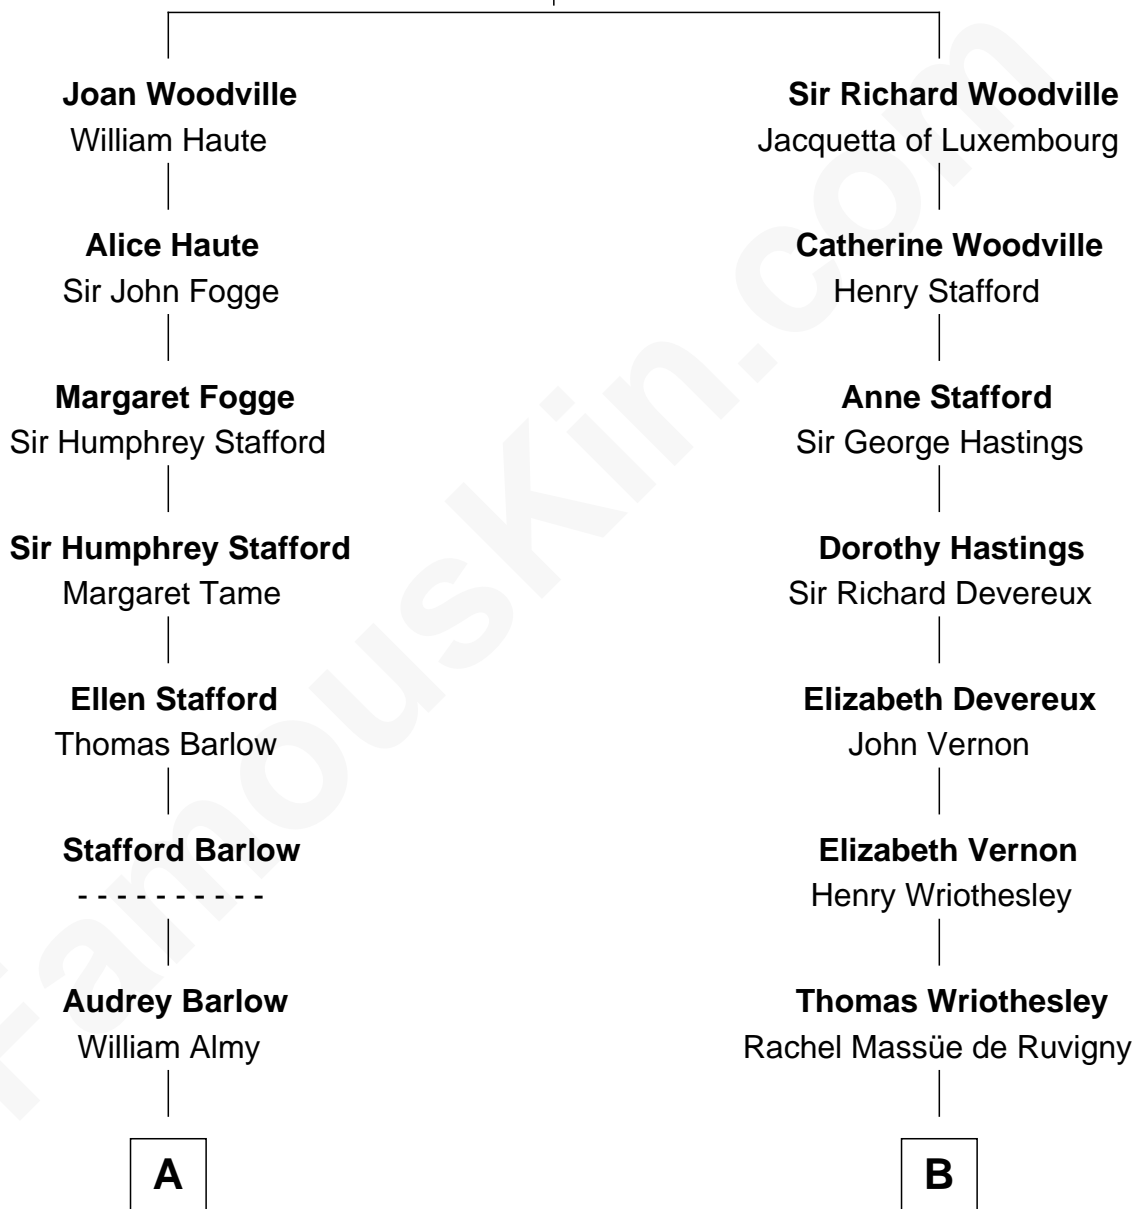 Joan Woodville
William Haute
Alice Haute
Sir John Fogge
Margaret Fogge
Sir Humphrey Stafford
Sir Humphrey Stafford
Margaret Tame
Ellen Stafford
Thomas Barlow
Stafford Barlow
- - - - - - - - - -
Audrey Barlow
William Almy
A
Sir Richard Woodville
Jacquetta of Luxembourg
Catherine Woodville
Henry Stafford
Anne Stafford
Sir George Hastings
Dorothy Hastings
Sir Richard Devereux
Elizabeth Devereux
John Vernon
Elizabeth Vernon
Henry Wriothesley
Thomas Wriothesley
Rachel Massüe de Ruvigny
B
FamousKin.com